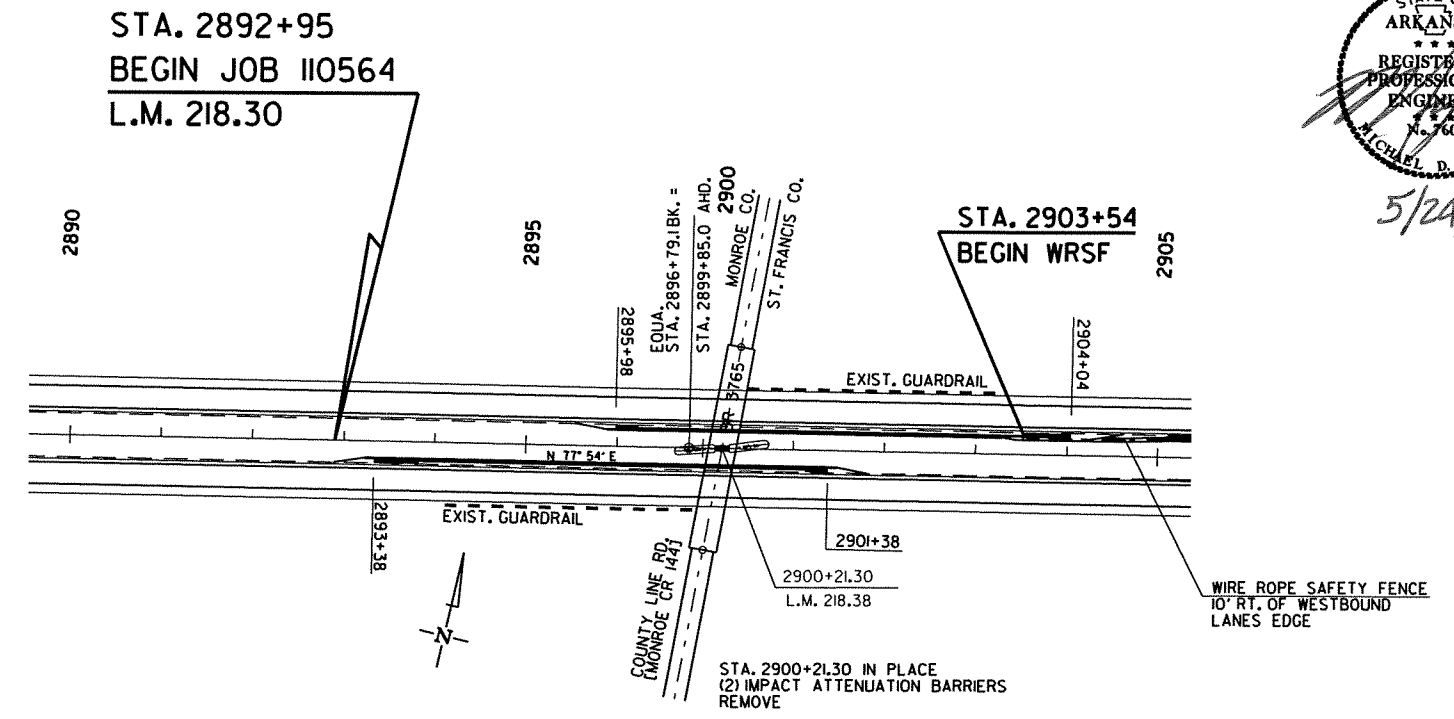 STA. 2892+95
BEGIN JOB 110564
L.M. 218.30
ARKAN
REGISTE
PROFESSIO
ENGINE
MICHAEL D.
5/24
2890
2895
EQUA.
STA. 2896+79.1 BK. =
STA. 2899+85.0 AHD.
2900
MONROE CO.
ST. FRANCIS CO.
STA. 2903+54
BEGIN WRSF
2905
2895+98
3765
EXIST. GUARDRAIL
2904+04
N 77° 54' E
2893+38
EXIST. GUARDRAIL
2901+38
2900+21.30
L.M. 218.38
N
COUNTY LINE RD.
[MONROE CR 144]
WIRE ROPE SAFETY FENCE
10' RT. OF WESTBOUND
LANES EDGE
STA. 2900+21.30 IN PLACE
(2) IMPACT ATTENUATION BARRIERS
REMOVE